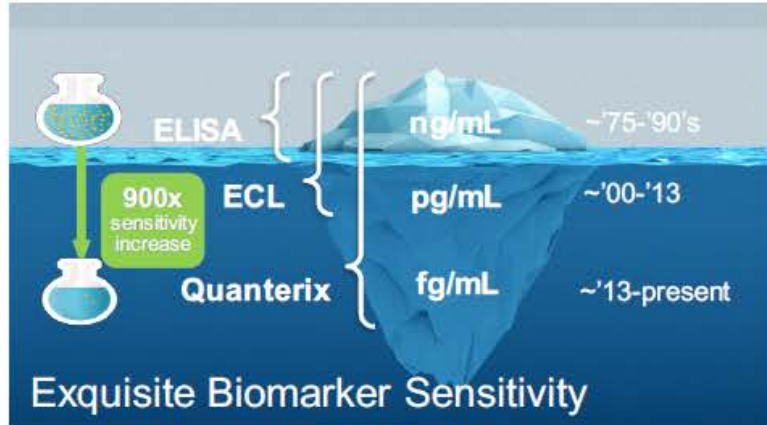 ELISA
ng/mL
~'75-'90's
900x
sensitivity
increase
ECL
pg/mL
~'00-'13
Quanterix
fg/mL
~'13-present
Exquisite Biomarker Sensitivity